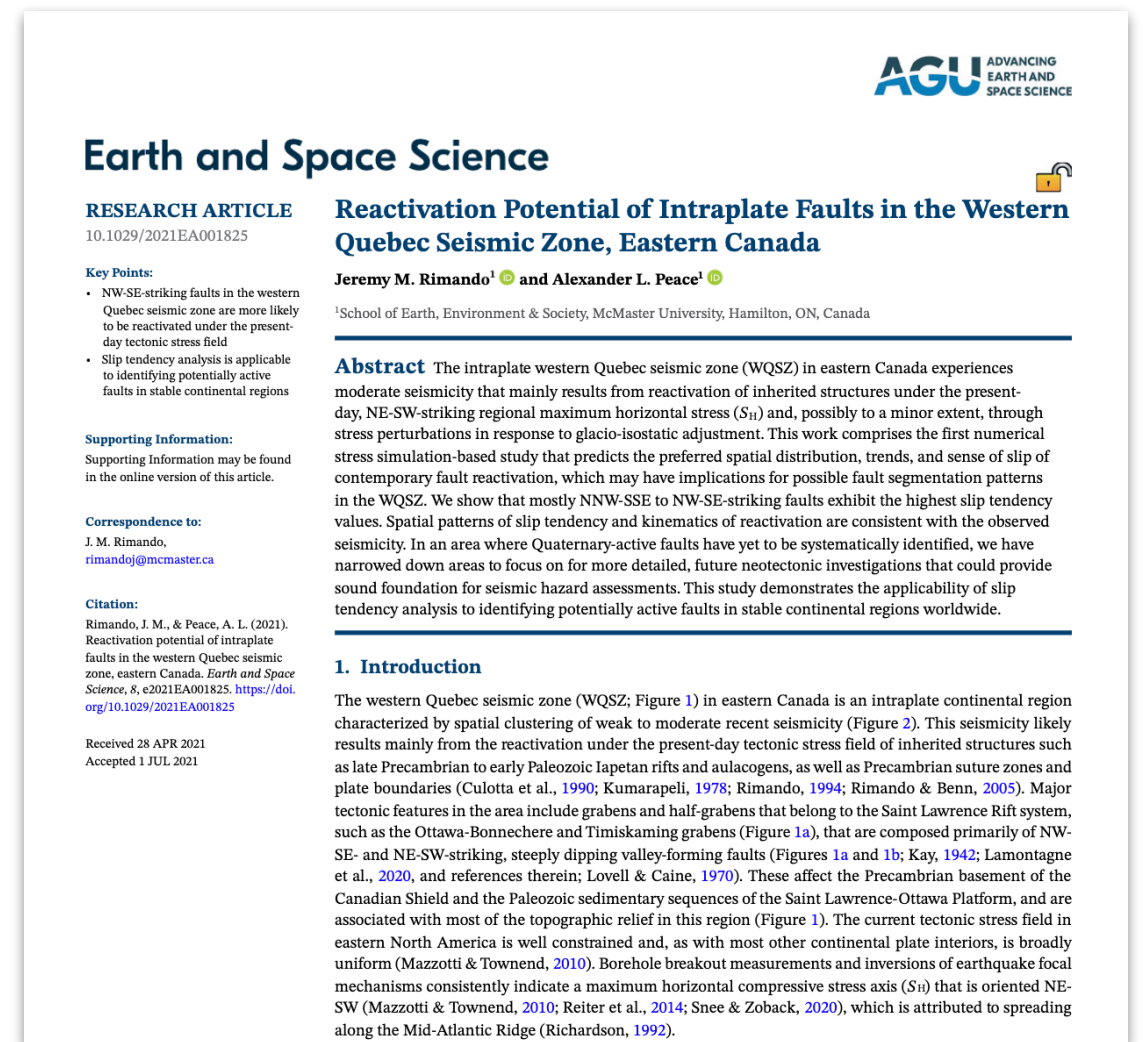 AGU ADVANCING
EARTH AND
SPACE SCIENCE
Earth and Space Science
RESEARCH ARTICLE
10.1029/2021EA001825
Key Points:
• NW-SE-striking faults in the western
Quebec seismic zone are more likely
to be reactivated under the present-
day tectonic stress field
• Slip tendency analysis is applicable
to identifying potentially active
faults in stable continental regions
Supporting Information:
Supporting Information may be found
in the online version of this article.
Correspondence to:
J. M. Rimando,
rimandoj@mcmaster.ca
Citation:
Rimando, J. M., & Peace, A. L. (2021).
Reactivation potential of intraplate
faults in the western Quebec seismic
zone, eastern Canada. Earth and Space
Science, 8, e2021EA001825. https://doi.
org/10.1029/2021EA001825
Received 28 APR 2021
Accepted 1 JUL 2021
Reactivation Potential of Intraplate Faults in the Western
Quebec Seismic Zone, Eastern Canada
Jeremy M. Rimando¹ iD and Alexander L. Peace¹ iD
¹School of Earth, Environment & Society, McMaster University, Hamilton, ON, Canada
Abstract The intraplate western Quebec seismic zone (WQSZ) in eastern Canada experiences
moderate seismicity that mainly results from reactivation of inherited structures under the present-
day, NE-SW-striking regional maximum horizontal stress (SH) and, possibly to a minor extent, through
stress perturbations in response to glacio-isostatic adjustment. This work comprises the first numerical
stress simulation-based study that predicts the preferred spatial distribution, trends, and sense of slip of
contemporary fault reactivation, which may have implications for possible fault segmentation patterns
in the WQSZ. We show that mostly NNW-SSE to NW-SE-striking faults exhibit the highest slip tendency
values. Spatial patterns of slip tendency and kinematics of reactivation are consistent with the observed
seismicity. In an area where Quaternary-active faults have yet to be systematically identified, we have
narrowed down areas to focus on for more detailed, future neotectonic investigations that could provide
sound foundation for seismic hazard assessments. This study demonstrates the applicability of slip
tendency analysis to identifying potentially active faults in stable continental regions worldwide.
1. Introduction
The western Quebec seismic zone (WQSZ; Figure 1) in eastern Canada is an intraplate continental region
characterized by spatial clustering of weak to moderate recent seismicity (Figure 2). This seismicity likely
results mainly from the reactivation under the present-day tectonic stress field of inherited structures such
as late Precambrian to early Paleozoic Iapetan rifts and aulacogens, as well as Precambrian suture zones and
plate boundaries (Culotta et al., 1990; Kumarapeli, 1978; Rimando, 1994; Rimando & Benn, 2005). Major
tectonic features in the area include grabens and half-grabens that belong to the Saint Lawrence Rift system,
such as the Ottawa-Bonnechere and Timiskaming grabens (Figure 1a), that are composed primarily of NW-
SE- and NE-SW-striking, steeply dipping valley-forming faults (Figures 1a and 1b; Kay, 1942; Lamontagne
et al., 2020, and references therein; Lovell & Caine, 1970). These affect the Precambrian basement of the
Canadian Shield and the Paleozoic sedimentary sequences of the Saint Lawrence-Ottawa Platform, and are
associated with most of the topographic relief in this region (Figure 1). The current tectonic stress field in
eastern North America is well constrained and, as with most other continental plate interiors, is broadly
uniform (Mazzotti & Townend, 2010). Borehole breakout measurements and inversions of earthquake focal
mechanisms consistently indicate a maximum horizontal compressive stress axis (SH) that is oriented NE-
SW (Mazzotti & Townend, 2010; Reiter et al., 2014; Snee & Zoback, 2020), which is attributed to spreading
along the Mid-Atlantic Ridge (Richardson, 1992).